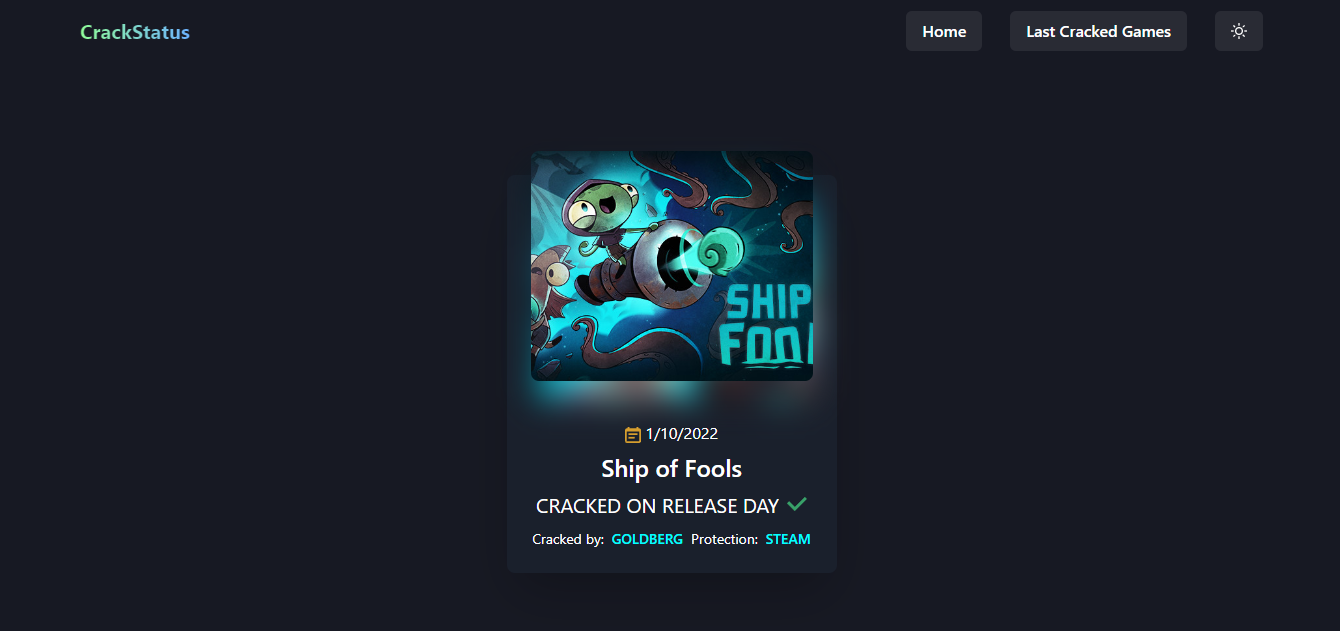 CrackStatus
Home
Last Cracked Games
SHIP
FOO
1/10/2022
Ship of Fools
CRACKED ON RELEASE DAY
Cracked by: GOLDBERG Protection: STEAM